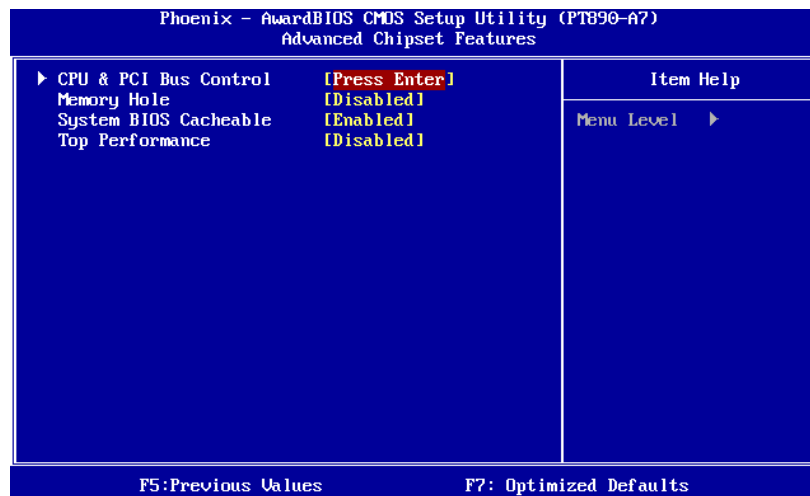 Phoenix – AwardBIOS CMOS Setup Utility (PT890–A7)
Advanced Chipset Features
CPU & PCI Bus Control [Press Enter]
Memory Hole [Disabled]
System BIOS Cacheable [Enabled]
Top Performance [Disabled]
Item Help
Menu Level
F5:Previous Values F7: Optimized Defaults